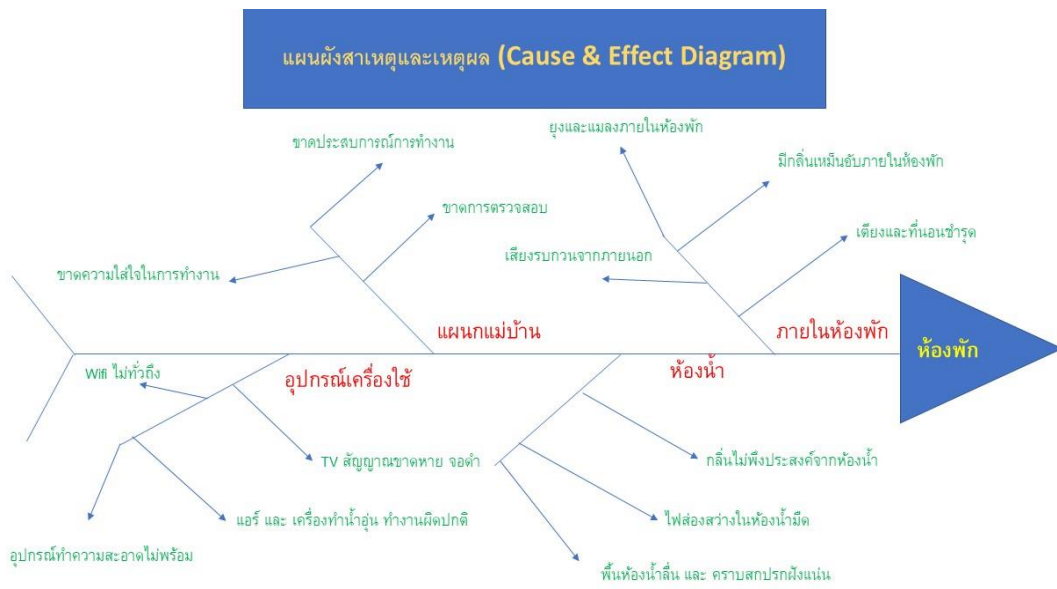 แผนผังสาเหตุและเหตุผล (Cause & Effect Diagram)
ยุงและแมลงภายในห้องพัก
ขาดประสบการณ์การทำงาน
มีกลิ่นเหม็นอับภายในห้องพัก
ขาดการตรวจสอบ
เตียงและที่นอนชำรุด
เสียงรบกวนจากภายนอก
ขาดความใส่ใจในการทำงาน
แผนกแม่บ้าน
ภายในห้องพัก
ห้องพัก
Wifi ไม่ทั่วถึง
อุปกรณ์เครื่องใช้
ห้องน้ำ
TV สัญญาณขาดหาย จอดำ
กลิ่นไม่พึงประสงค์จากห้องน้ำ
แอร์ และ เครื่องทำน้ำอุ่น ทำงานผิดปกติ
ไฟส่องสว่างในห้องน้ำมืด
อุปกรณ์ทำความสะอาดไม่พร้อม
พื้นห้องน้ำลื่น และ คราบสกปรกฝังแน่น